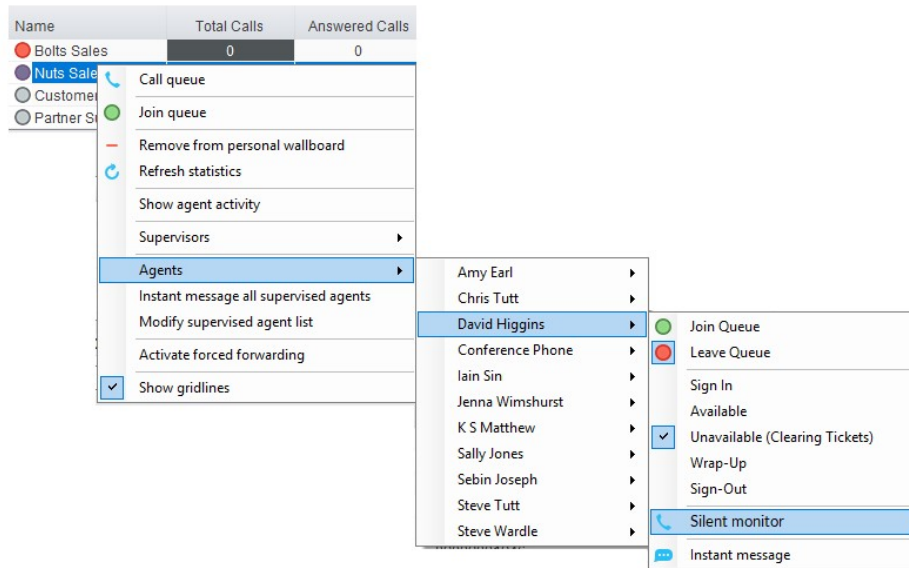 Name Total Calls Answered Calls
Bolts Sales 0 0
Nuts Sale
Custome
Partner S
Call queue
Join queue
Remove from personal wallboard
Refresh statistics
Show agent activity
Supervisors
Agents
Instant message all supervised agents
Modify supervised agent list
Activate forced forwarding
Show gridlines
Amy Earl
Chris Tutt
David Higgins
Conference Phone
Iain Sin
Jenna Wimshurst
K S Matthew
Sally Jones
Sebin Joseph
Steve Tutt
Steve Wardle
Join Queue
Leave Queue
Sign In
Available
Unavailable (Clearing Tickets)
Wrap-Up
Sign-Out
Silent monitor
Instant message